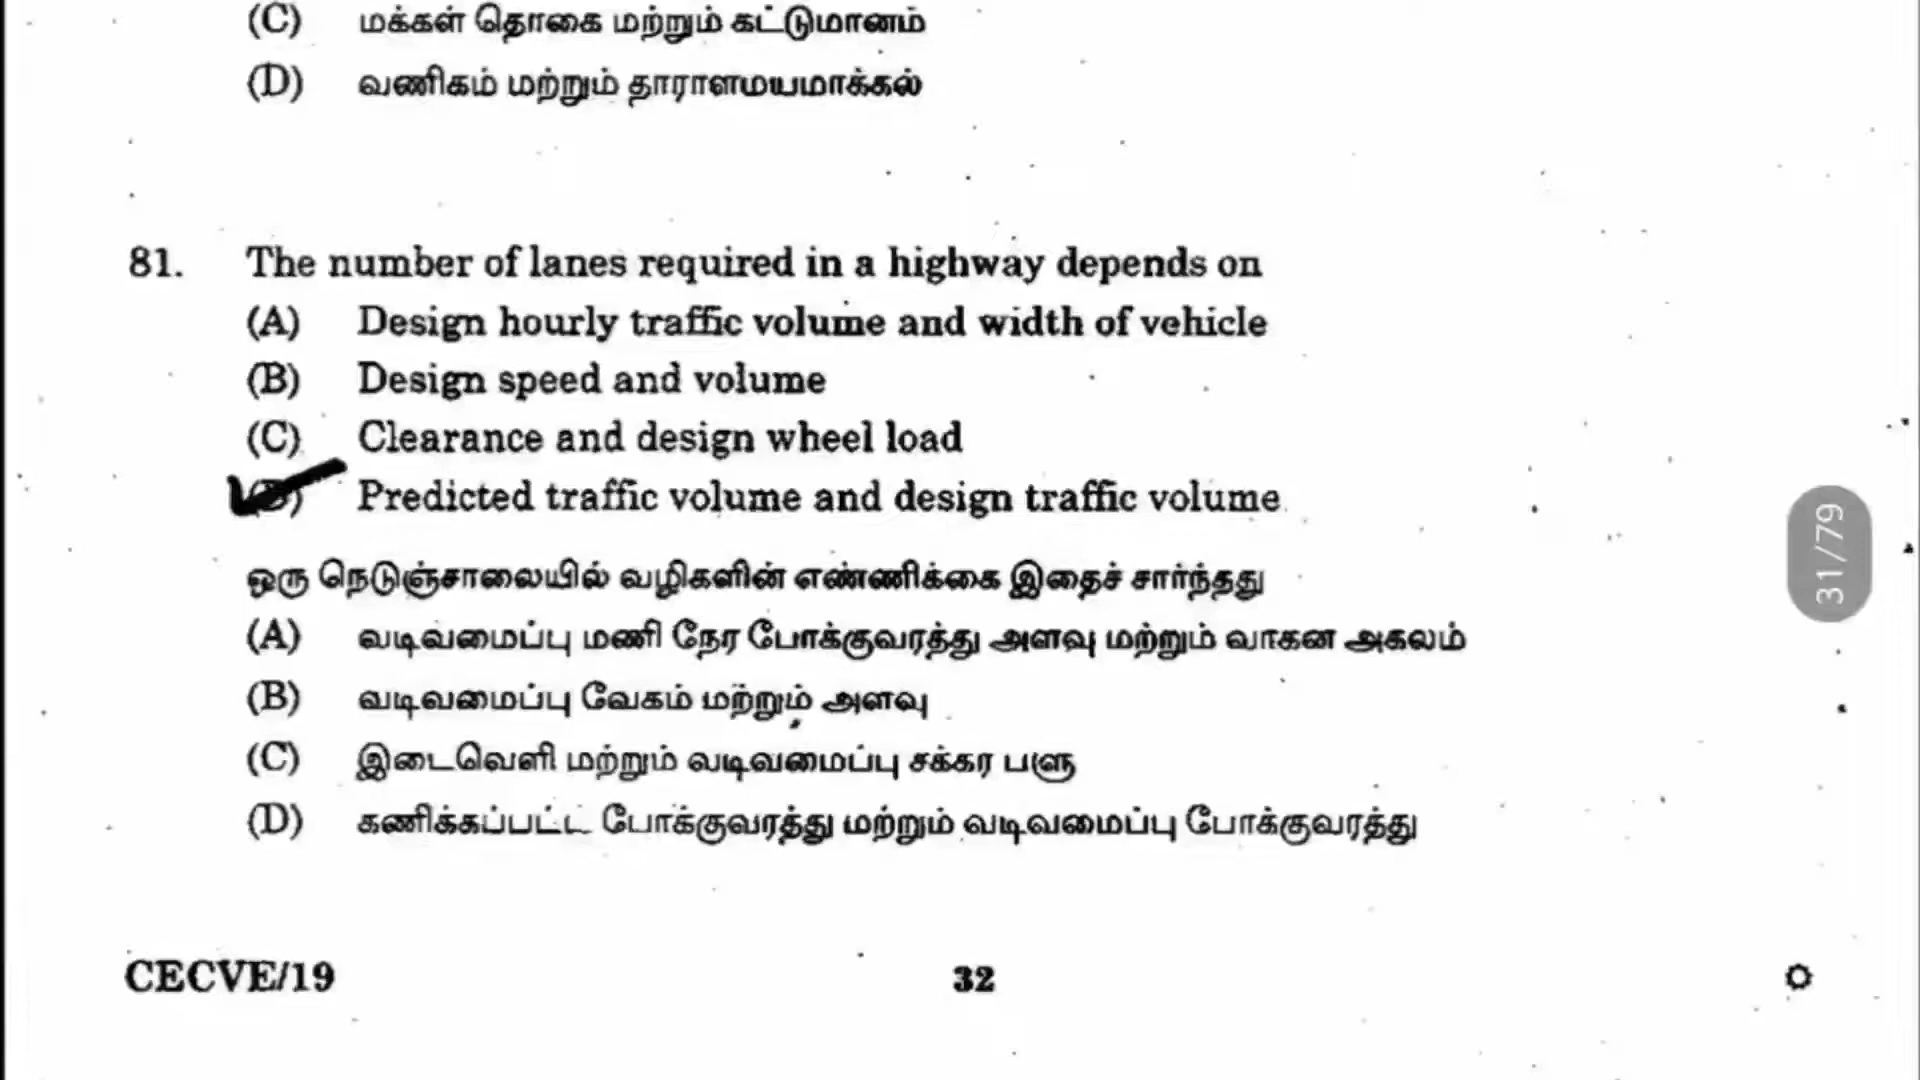 (C) மக்கள் தொகை மற்றும் கட்டுமானம்
(D) வணிகம் மற்றும் தாராளமயமாக்கல்
81. The number of lanes required in a highway depends on
(A) Design hourly traffic volume and width of vehicle
(B) Design speed and volume
(C) Clearance and design wheel load
(D) Predicted traffic volume and design traffic volume
ஒரு நெடுஞ்சாலையில் வழிகளின் எண்ணிக்கை இதைச் சார்ந்தது
(A) வடிவமைப்பு மணி நேர போக்குவரத்து அளவு மற்றும் வாகன அகலம்
(B) வடிவமைப்பு வேகம் மற்றும் அளவு
(C) இடைவெளி மற்றும் வடிவமைப்பு சக்கர பளு
(D) கணிக்கப்பட்ட போக்குவரத்து மற்றும் வடிவமைப்பு போக்குவரத்து
31/79
CECVE/19 32